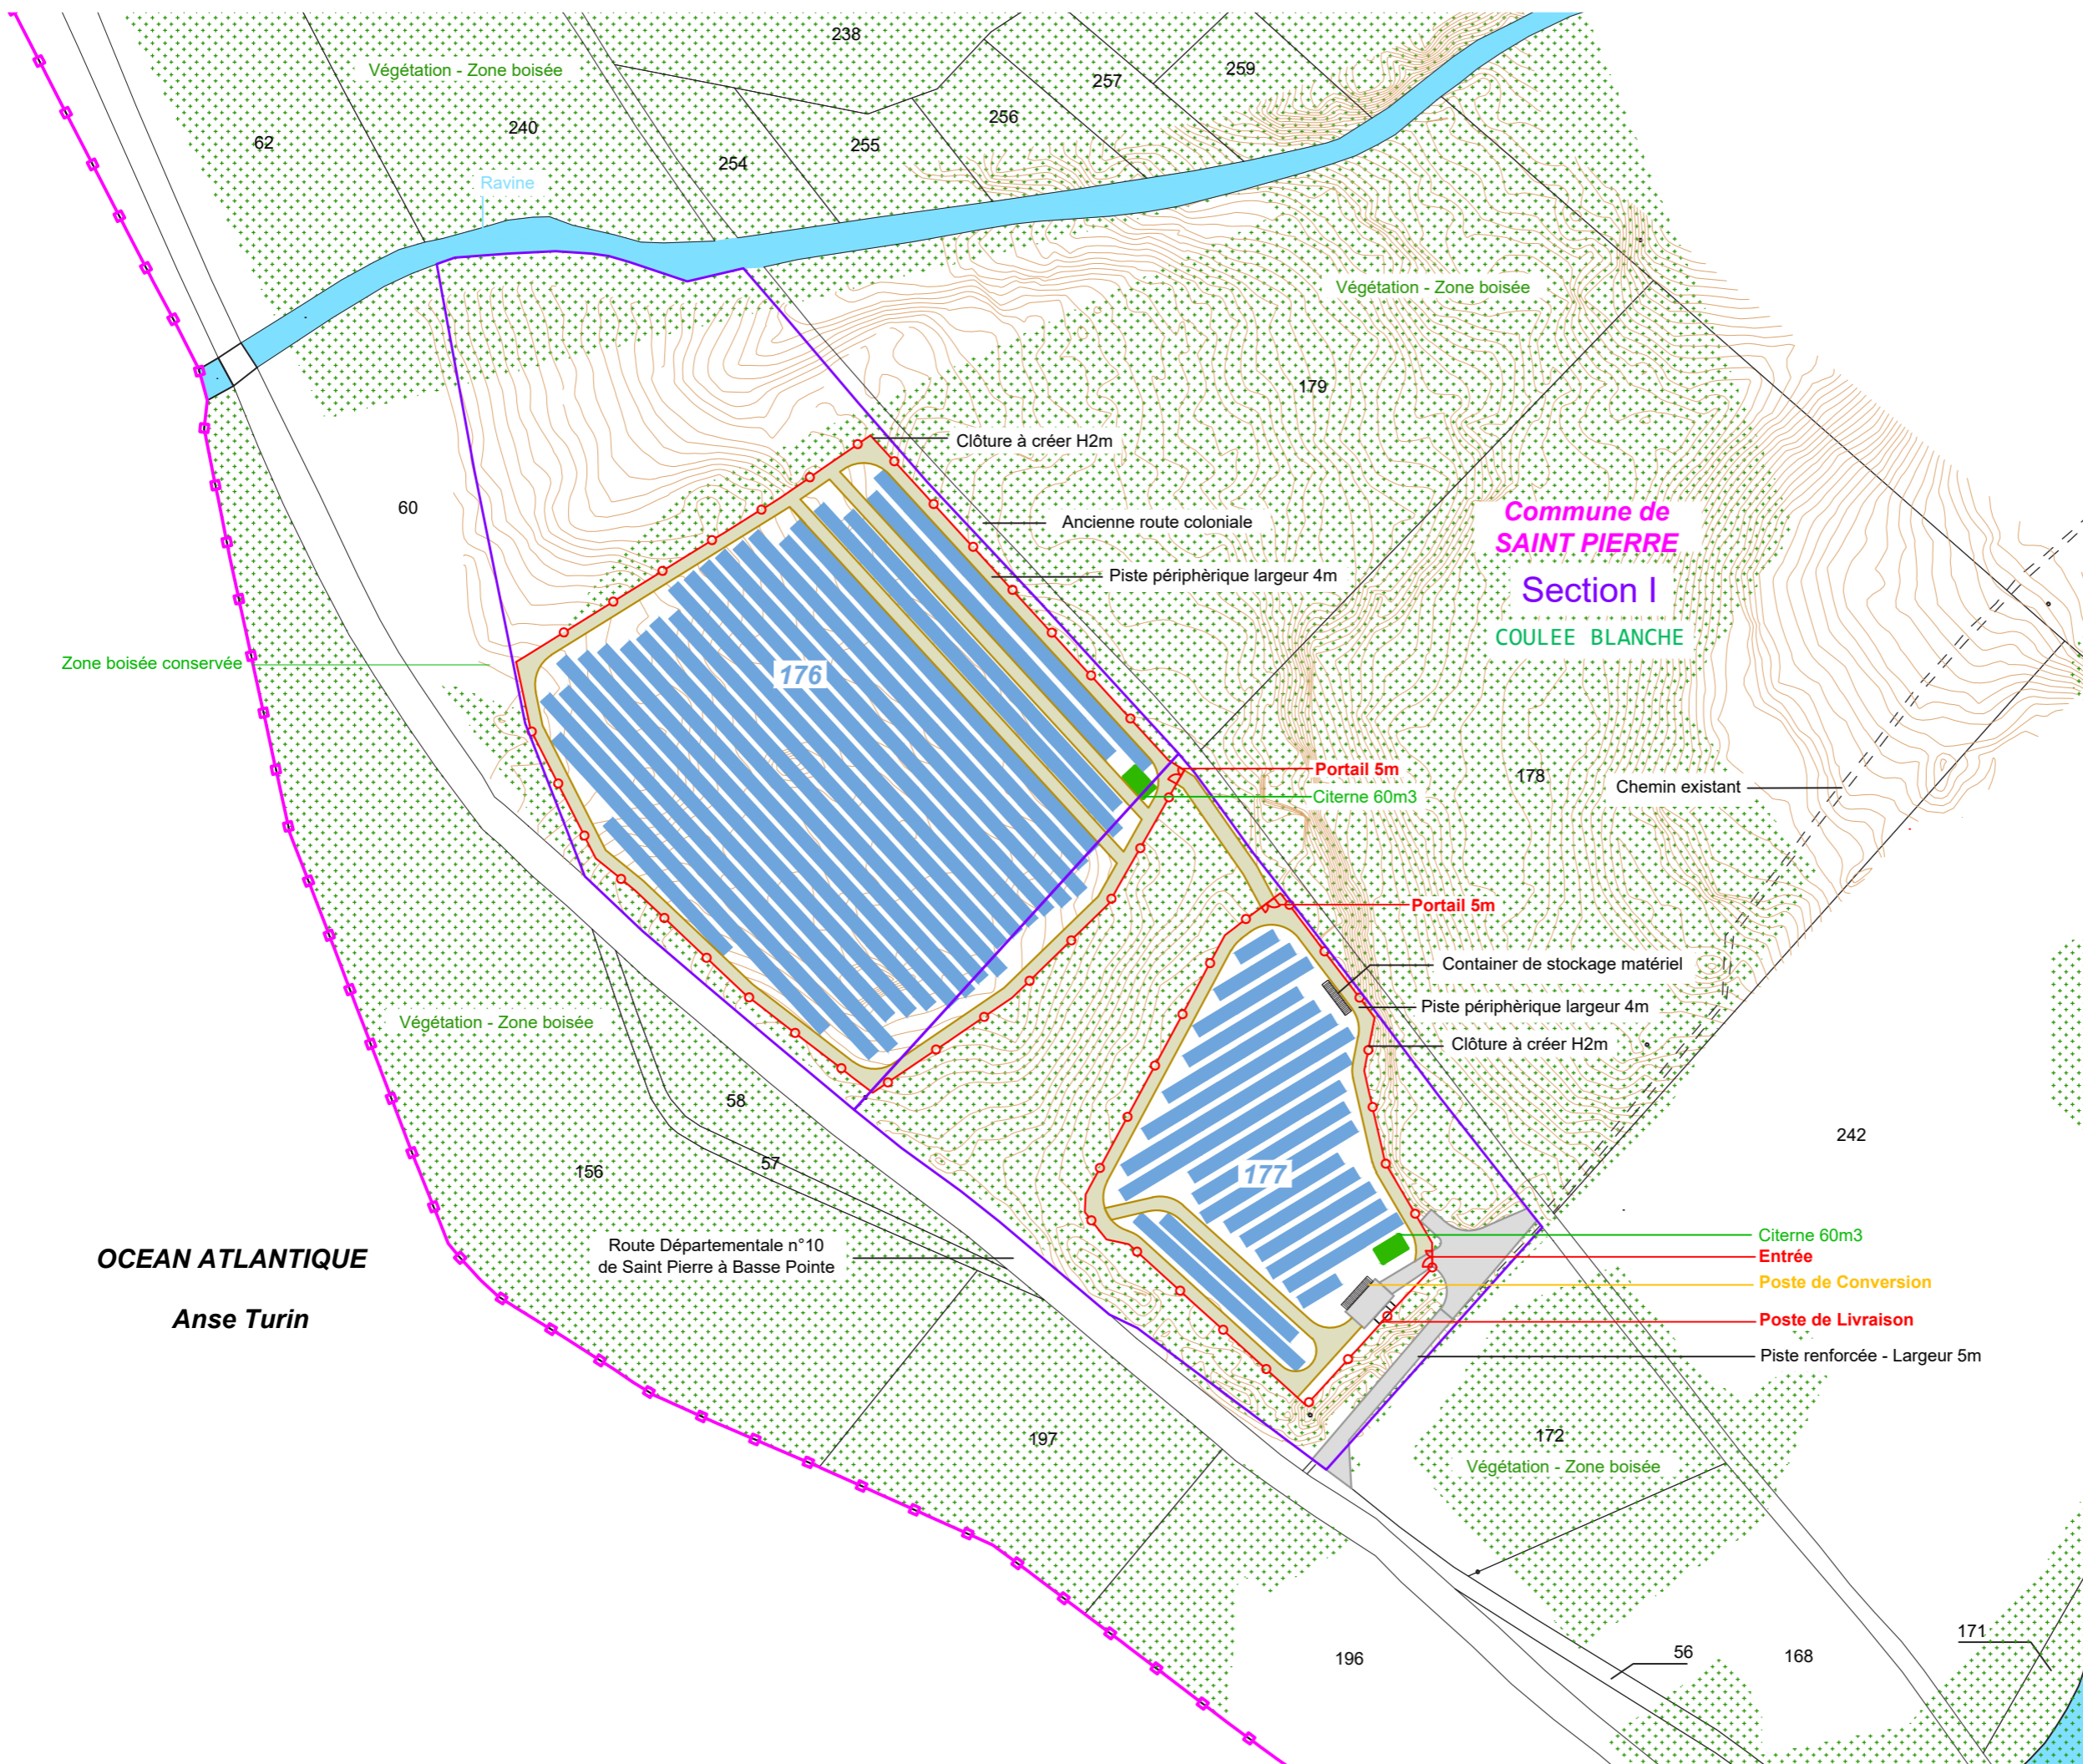 238
Végétation - Zone boisée
259
257
256
240
62
255
254
Ravine
Végétation - Zone boisée
179
Clôture à créer H2m
60
Ancienne route coloniale
Commune de
SAINT PIERRE
Piste périphèrique largeur 4m
Section I
COULEE BLANCHE
Zone boisée conservée
176
Portail 5m
178
Chemin existant
Citerne 60m3
Portail 5m
Container de stockage matériel
Piste périphèrique largeur 4m
Végétation - Zone boisée
Clôture à créer H2m
58
242
57
156
177
Citerne 60m3
Route Départementale n°10
de Saint Pierre à Basse Pointe
OCEAN ATLANTIQUE
Entrée
Poste de Conversion
Anse Turin
Poste de Livraison
Piste renforcée - Largeur 5m
197
172
Végétation - Zone boisée
171
56
168
196